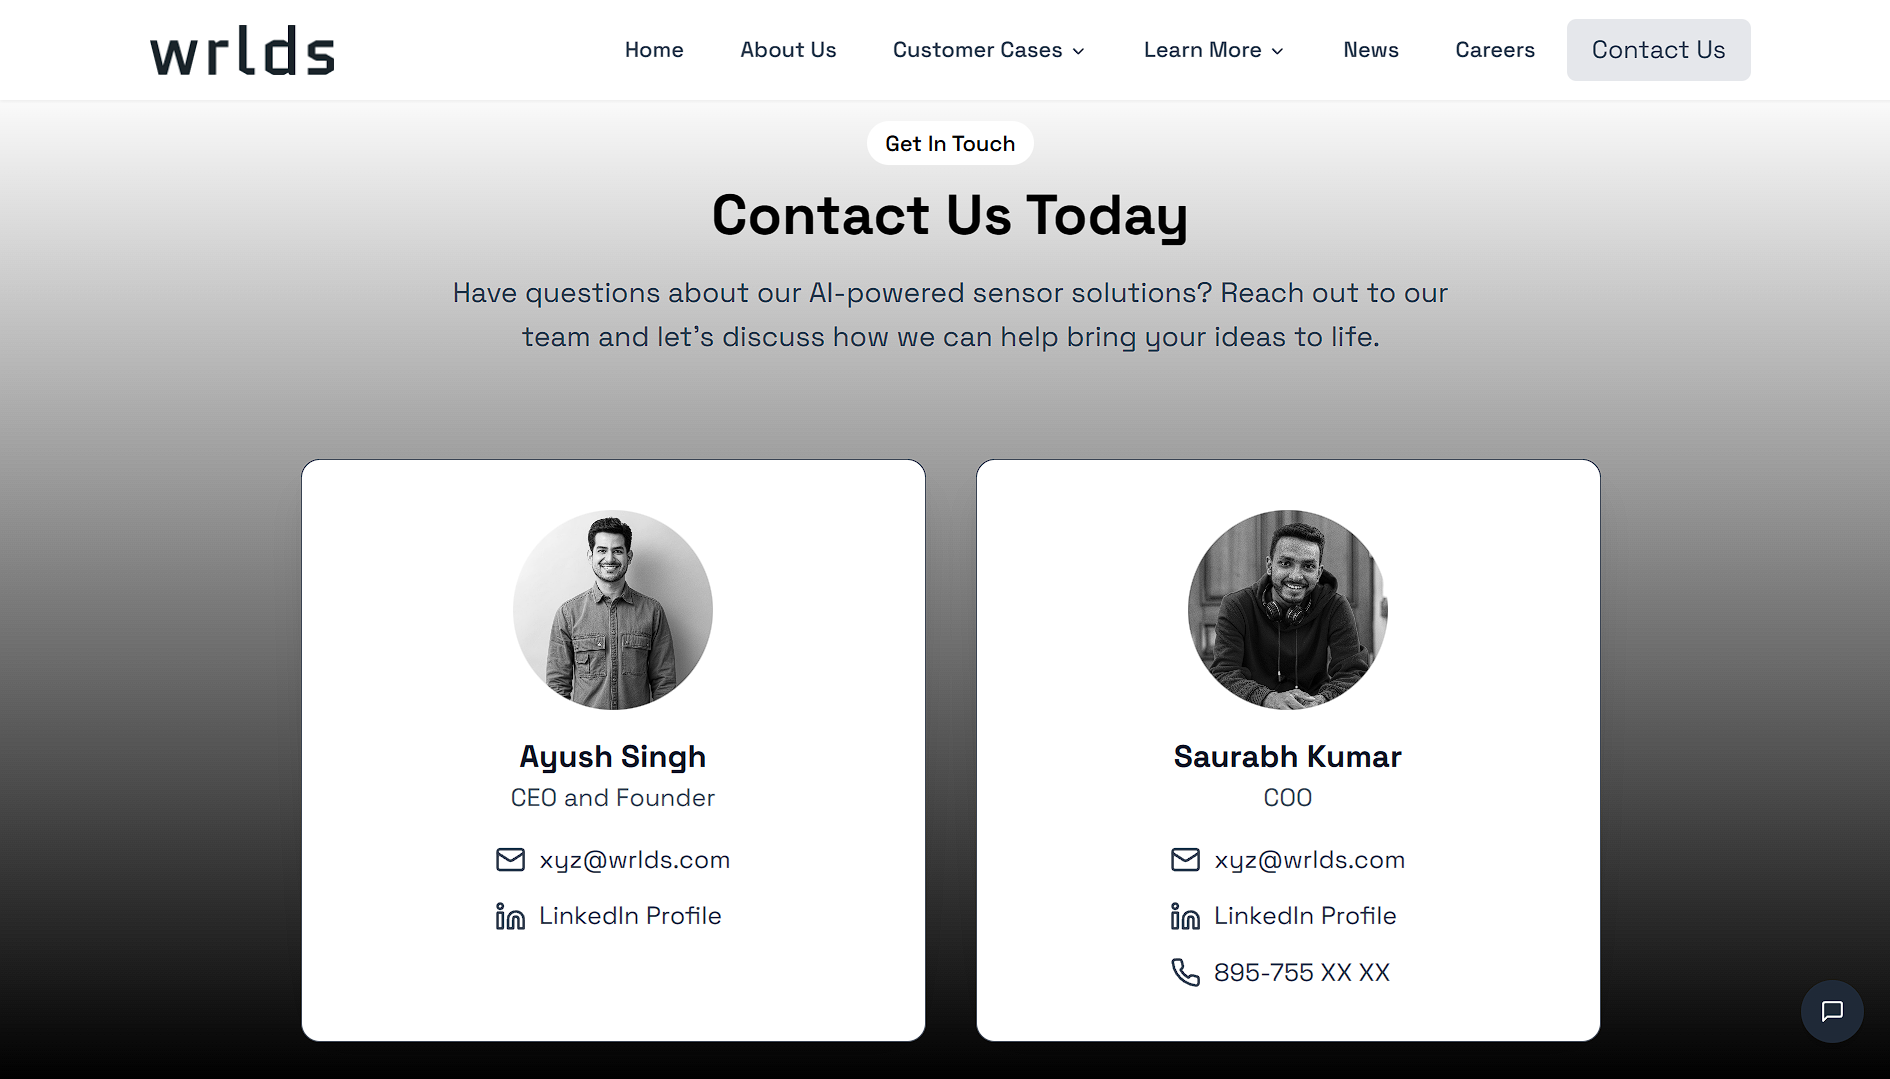 wrlds
Home
About Us
Customer Cases
Learn More
News
Careers
Contact Us
Get In Touch
Contact Us Today
Have questions about our AI-powered sensor solutions? Reach out to our
team and let's discuss how we can help bring your ideas to life.
Ayush Singh
CEO and Founder
xyz@wrlds.com
LinkedIn Profile
Saurabh Kumar
COO
xyz@wrlds.com
LinkedIn Profile
895-755 XX XX